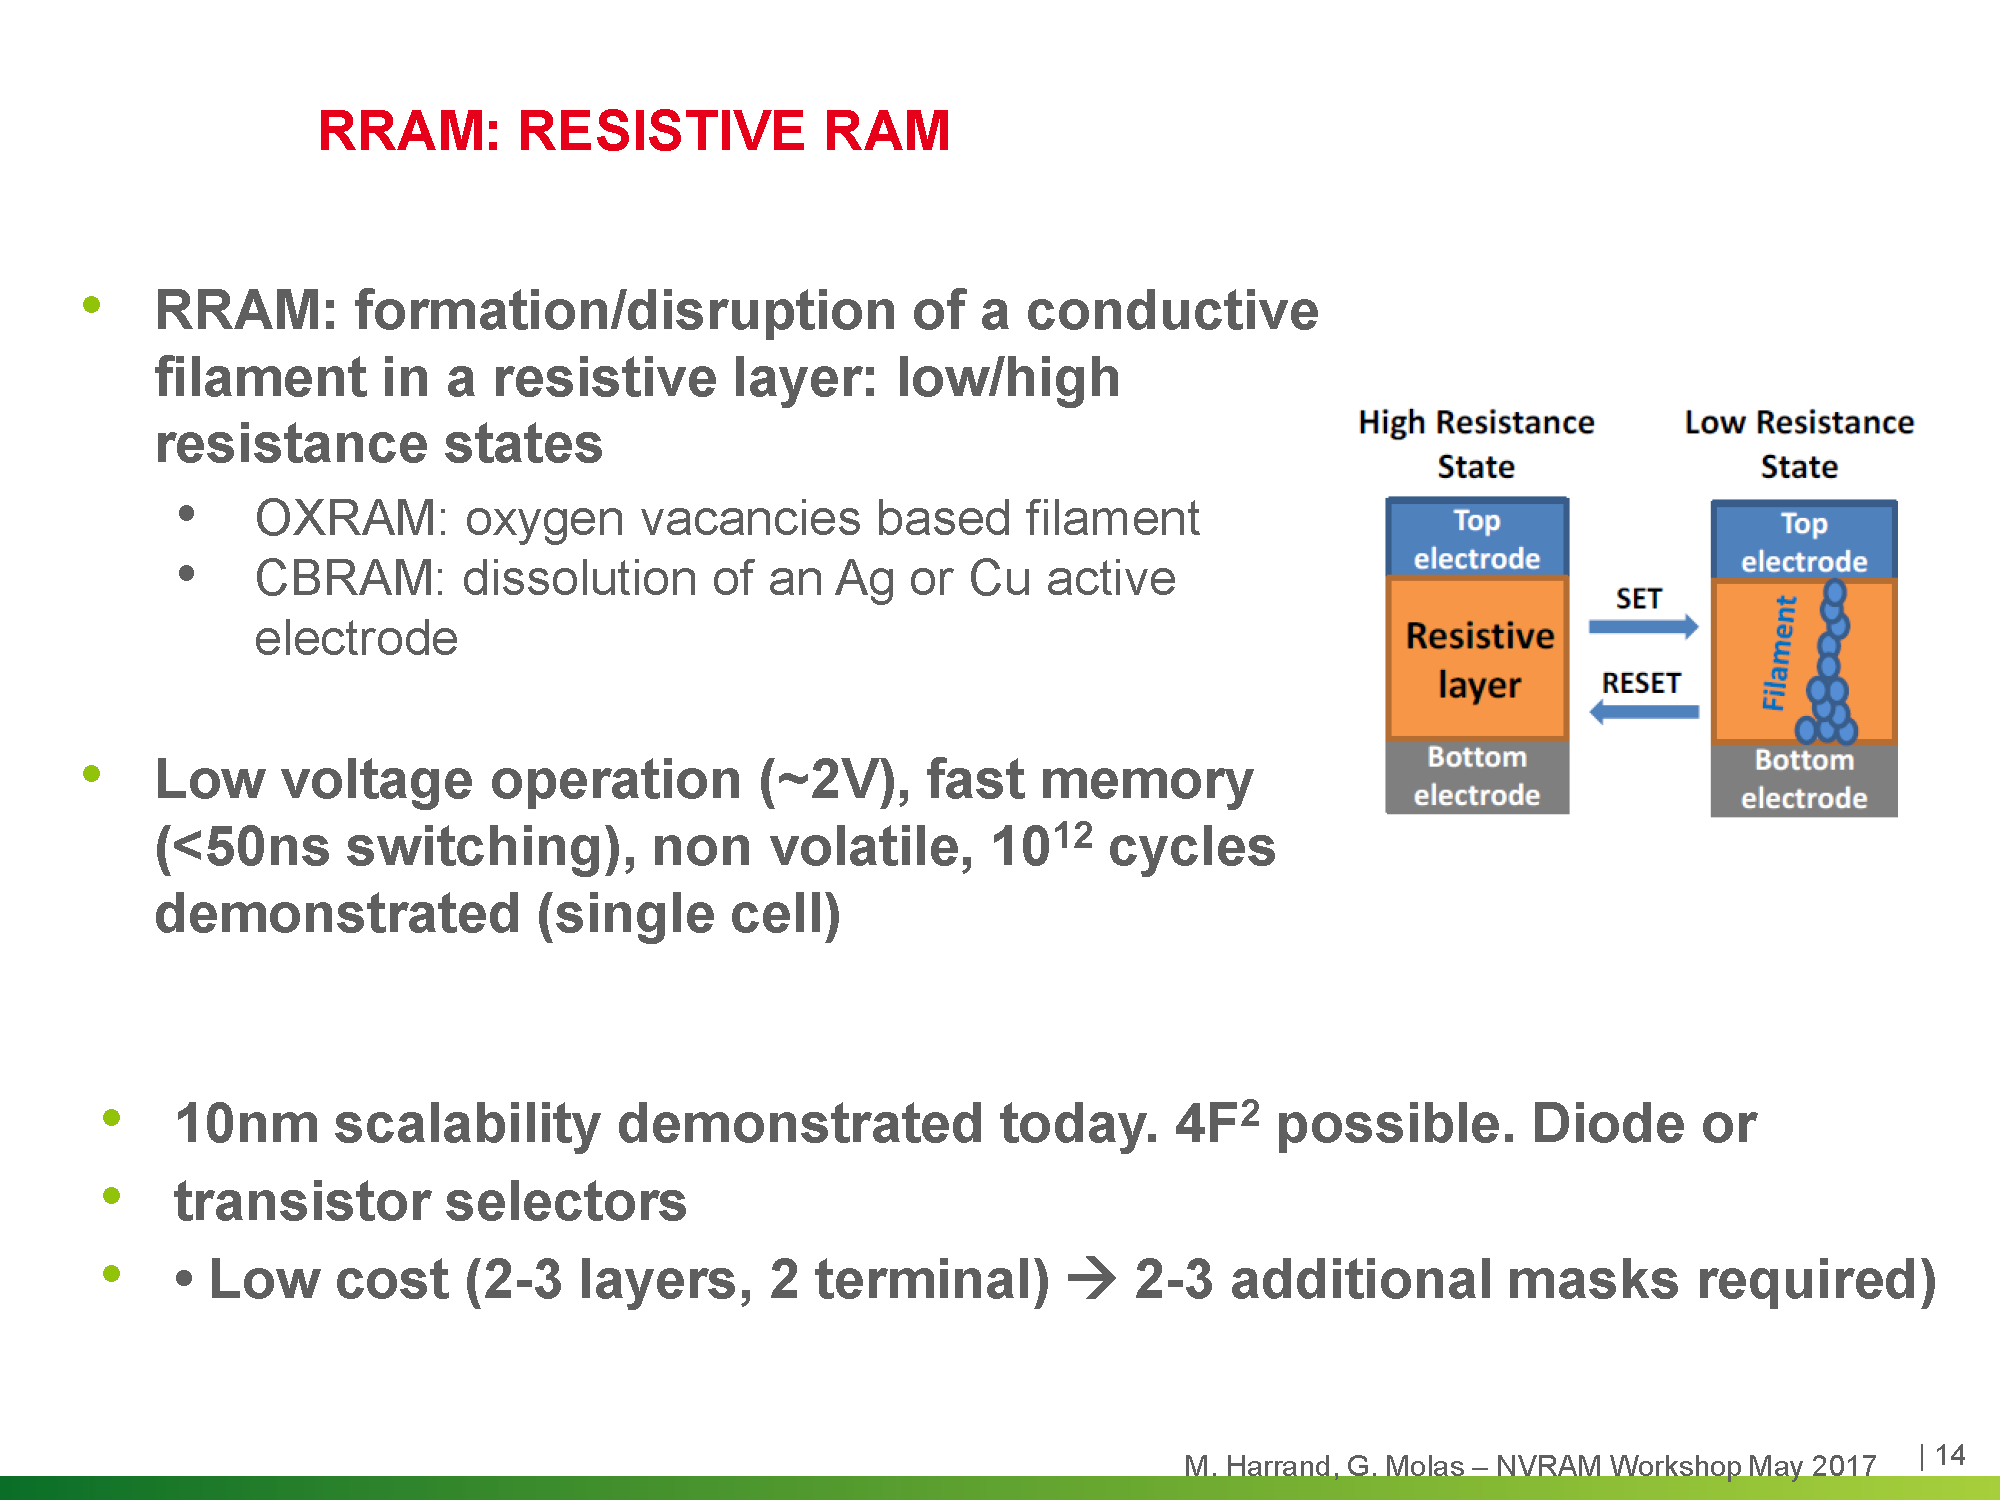 RRAM: RESISTIVE RAM
• RRAM: formation/disruption of a conductive
filament in a resistive layer: low/high
resistance states
• OXRAM: oxygen vacancies based filament
• CBRAM: dissolution of an Ag or Cu active
electrode
• Low voltage operation (~2V), fast memory
(<50ns switching), non volatile, 10¹² cycles
demonstrated (single cell)
High Resistance
State
Top
electrode
Resistive
layer
Bottom
electrode
SET
RESET
Low Resistance
State
Top
electrode
Filament
Bottom
electrode
• 10nm scalability demonstrated today. 4F² possible. Diode or
• transistor selectors
• • Low cost (2-3 layers, 2 terminal) → 2-3 additional masks required)
M. Harrand, G. Molas – NVRAM Workshop May 2017
| 14